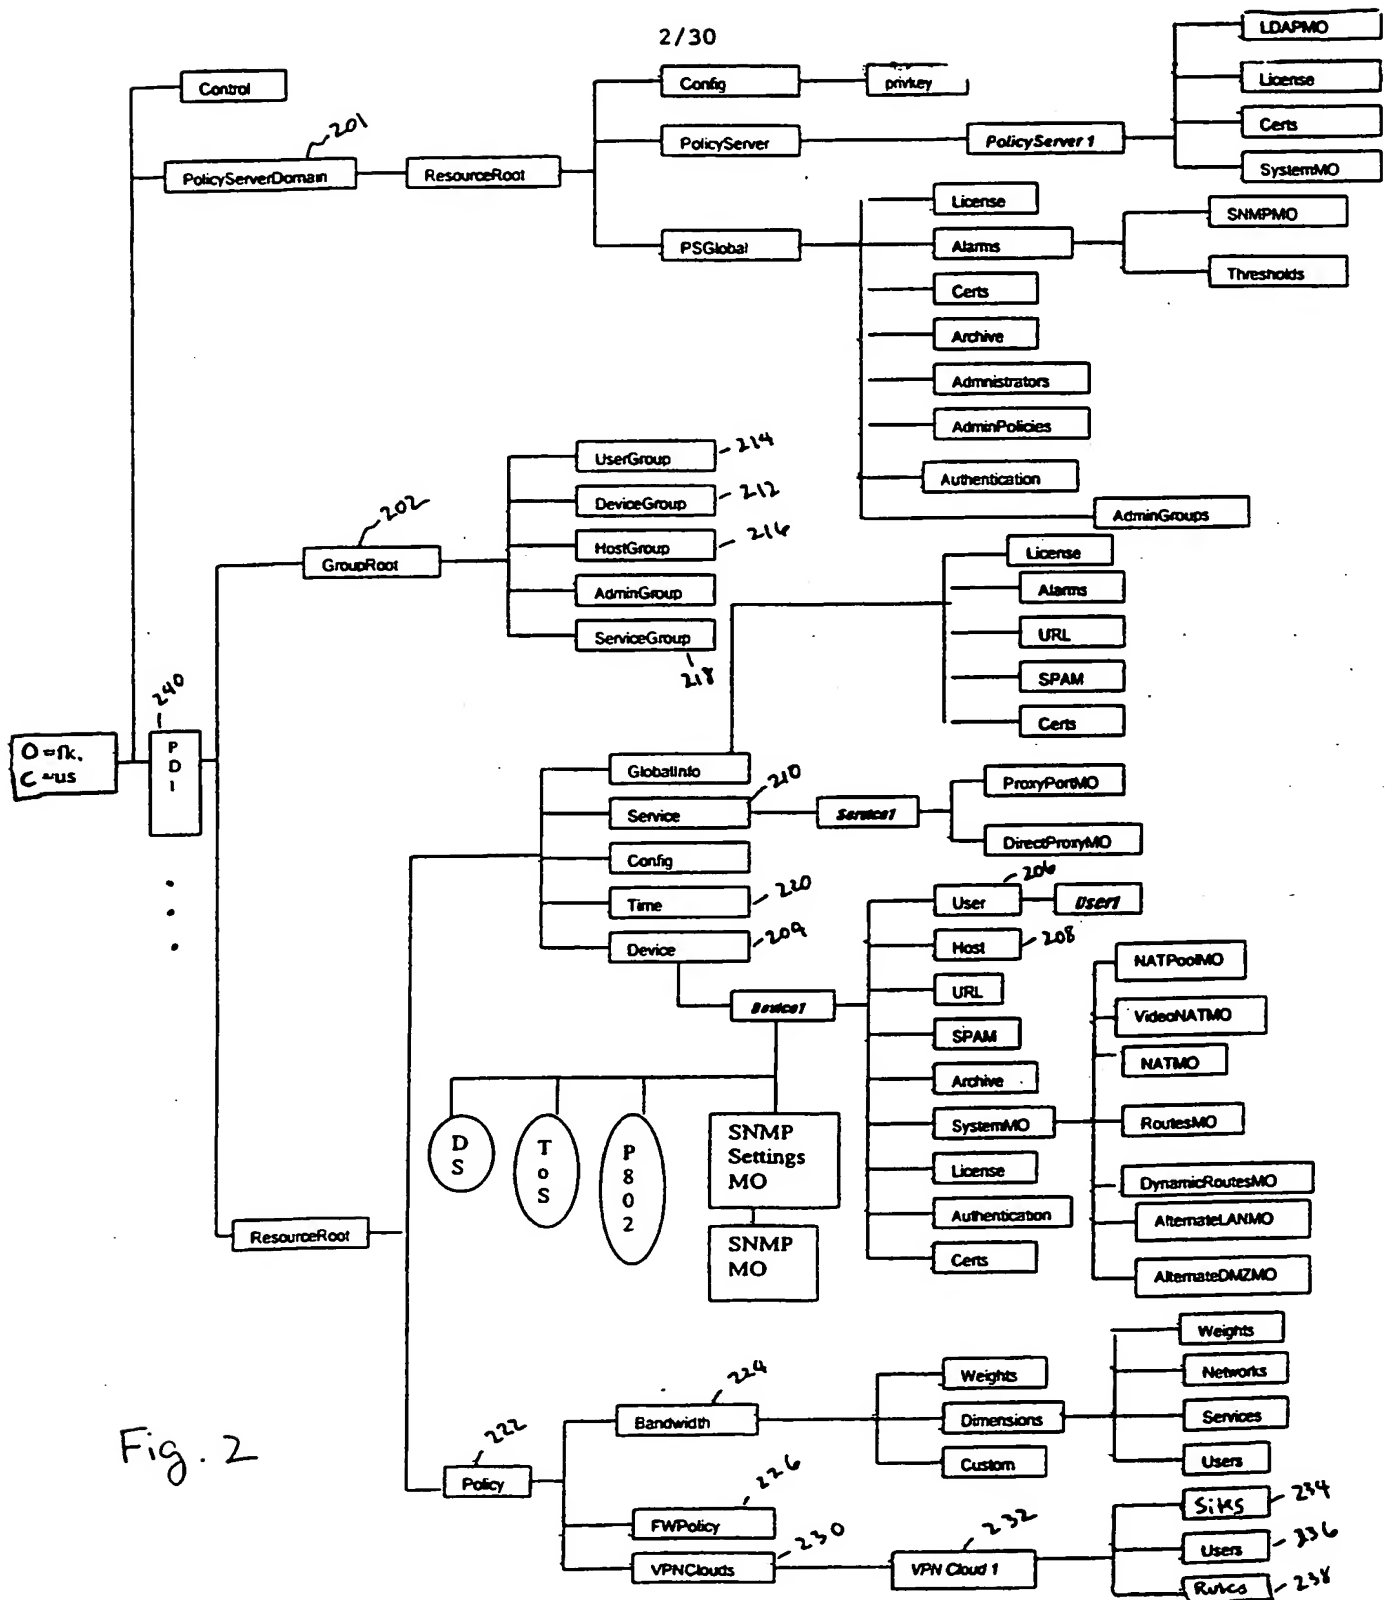 2/30
Control
201
PolicyServerDomain
ResourceRoot
Config
privkey
PolicyServer
PolicyServer 1
LDAPMO
License
Certs
SystemMO
PSGlobal
License
Alarms
SNMPMO
Thresholds
Certs
Archive
Admnistrators
AdminPolicies
Authentication
AdminGroups
202
GroupRoot
UserGroup
214
DeviceGroup
212
HostGroup
216
AdminGroup
ServiceGroup
218
License
Alarms
URL
SPAM
Certs
240
O=fk,
C=us
P
D
I
GlobalInfo
Service
210
Service1
ProxyPortMO
DirectProxyMO
Config
Time
220
Device
204
Device1
User
206
User1
Host
208
URL
SPAM
Archive
SystemMO
License
Authentication
Certs
NATPoolMO
VideoNATMO
NATMO
RoutesMO
DynamicRoutesMO
AlternateLANMO
AlternateDMZMO
D
S
T
o
S
P
8
0
2
SNMP
Settings
MO
SNMP
MO
ResourceRoot
Policy
222
Bandwidth
224
Weights
Dimensions
Custom
Weights
Networks
Services
Users
FWPolicy
226
VPNClouds
230
VPN Cloud 1
232
Sites
234
Users
236
Rules
238
Fig. 2